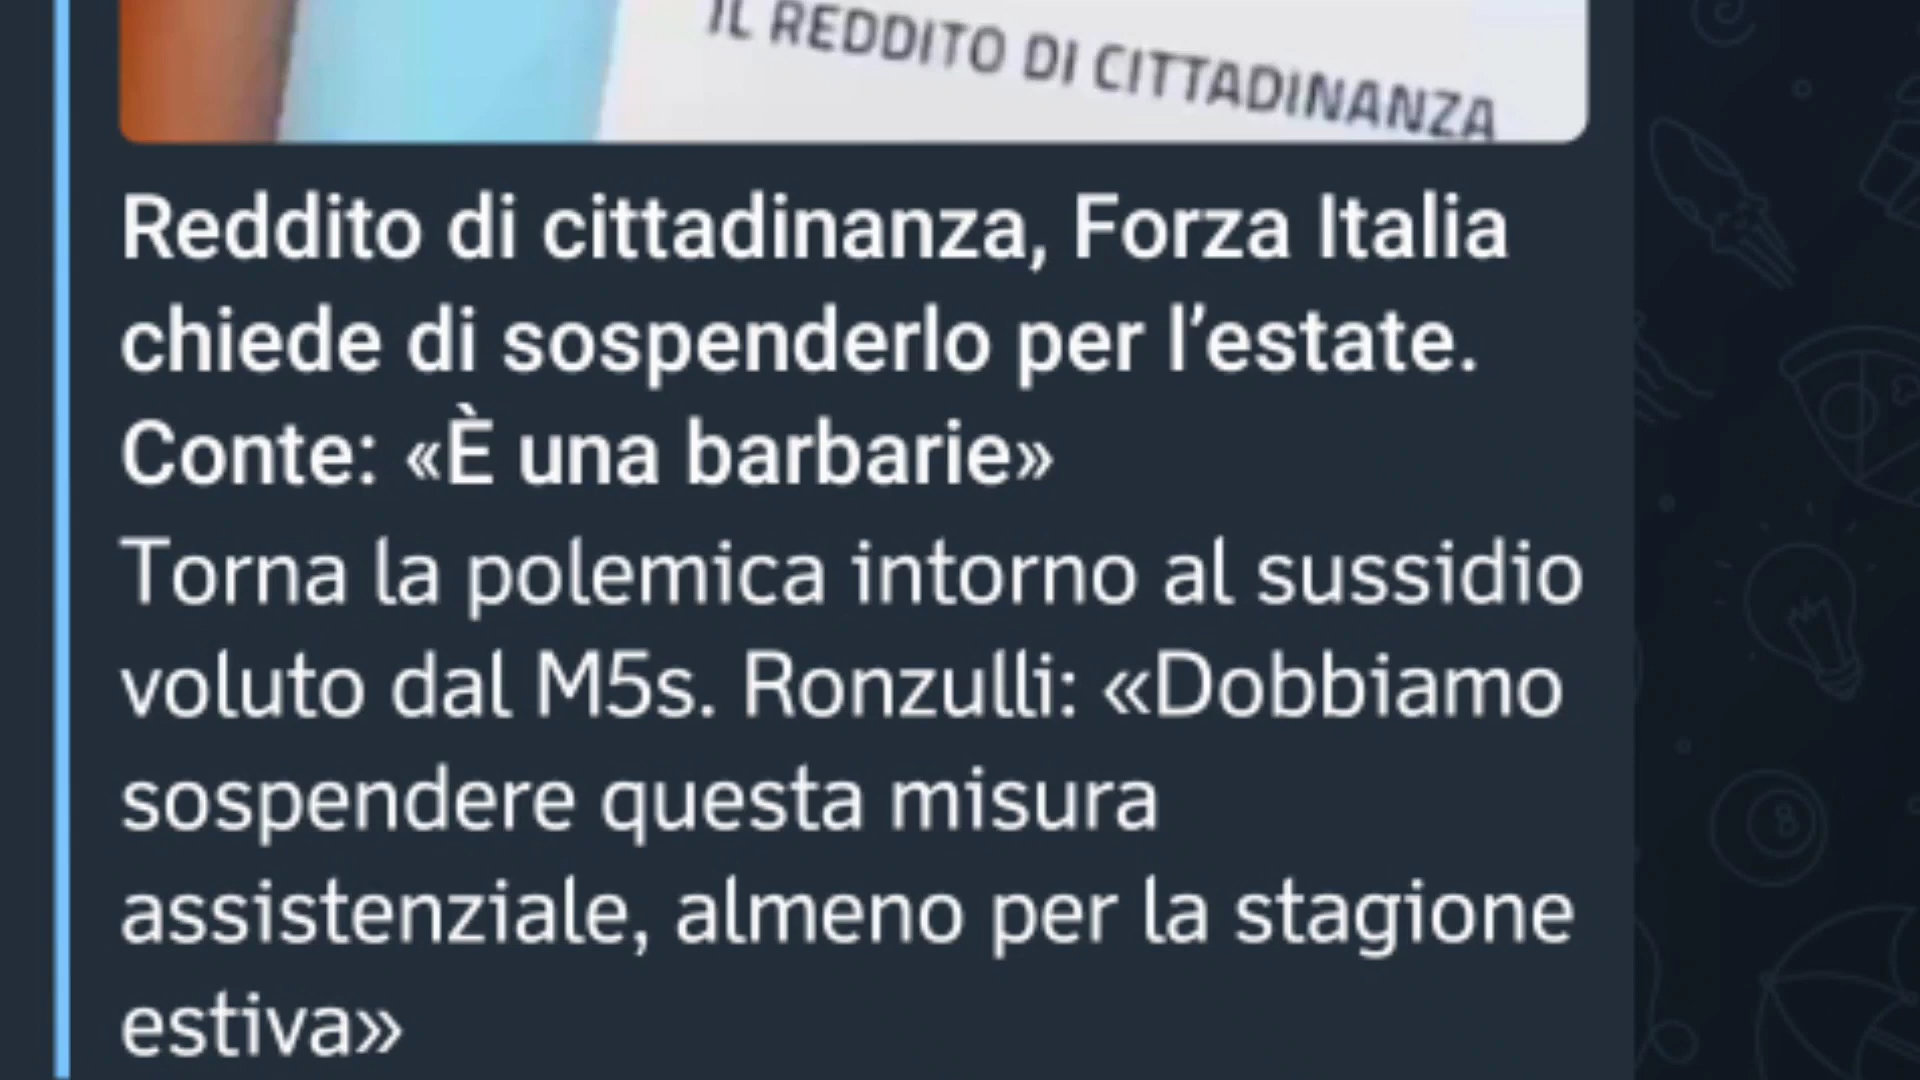 IL REDDITO DI CITTADINANZA
Reddito di cittadinanza, Forza Italia
chiede di sospenderlo per l’estate.
Conte: «È una barbarie»
Torna la polemica intorno al sussidio
voluto dal M5s. Ronzulli: «Dobbiamo
sospendere questa misura
assistenziale, almeno per la stagione
estiva»
8